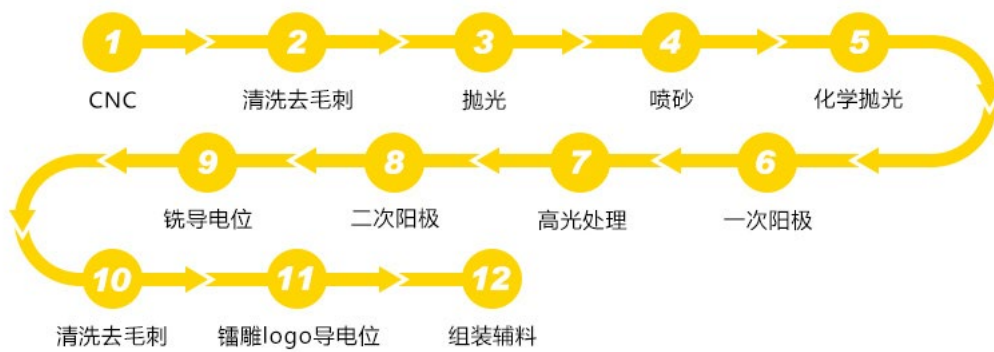 1
CNC
2
清洗去毛刺
3
抛光
4
喷砂
5
化学抛光
6
一次阳极
7
高光处理
8
二次阳极
9
铣导电位
10
清洗去毛刺
11
镭雕logo导电位
12
组装辅料